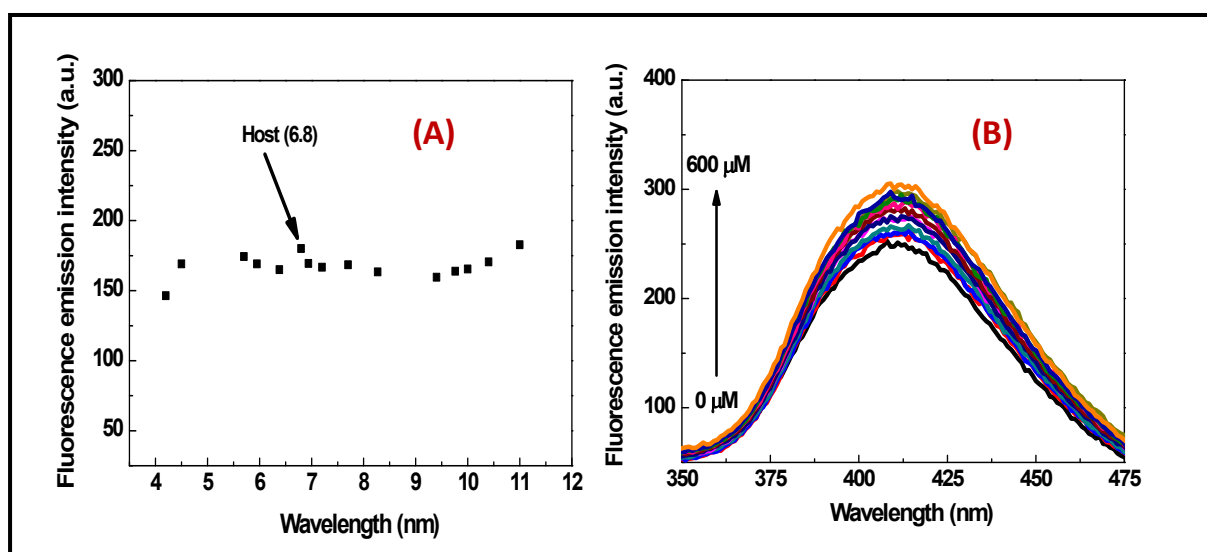 Fluorescence emission intensity (a.u.)
300
250
200
150
100
50
Host (6.8)
(A)
4 5 6 7 8 9 10 11 12
Wavelength (nm)
Fluorescence emission intensity (a.u.)
400
300
200
100
(B)
600 µM
0 µM
350 375 400 425 450 475
Wavelength (nm)